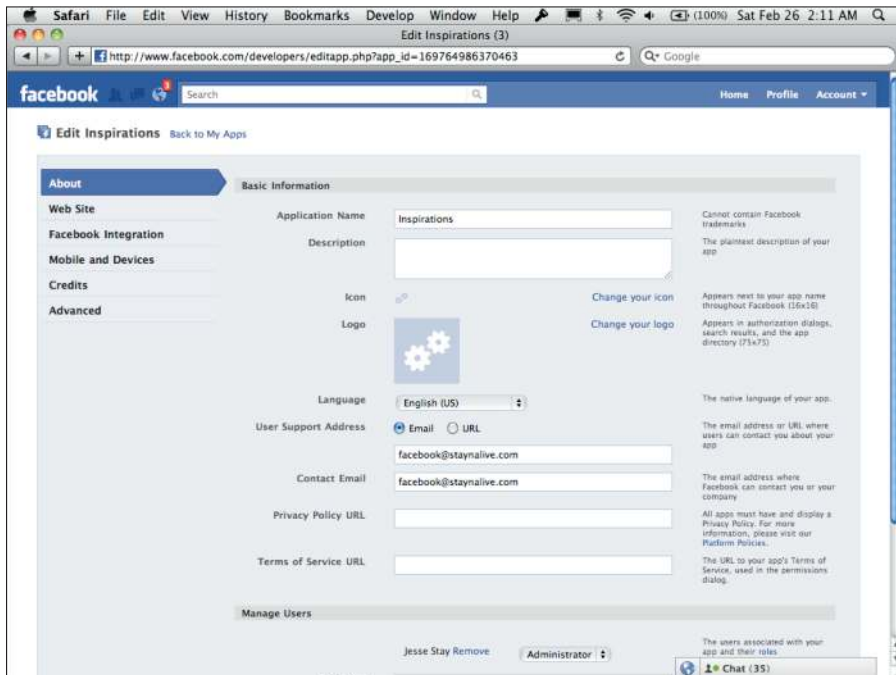 Safari File Edit View History Bookmarks Develop Window Help (100%) Sat Feb 26 2:11 AM
Edit Inspirations (3)
http://www.facebook.com/developers/editapp.php?app_id=169764986370463
Google
facebook
3
Search
Home Profile Account
Edit Inspirations Back to My Apps
About
Web Site
Facebook Integration
Mobile and Devices
Credits
Advanced
Basic Information
Application Name
Inspirations
Cannot contain Facebook
trademarks
Description
The plaintext description of your
app
Icon
Change your icon
Appears next to your app name
throughout Facebook (16x16)
Logo
Change your logo
Appears in authorization dialogs,
search results, and the app
directory (75x75)
Language
English (US)
The native language of your app.
User Support Address
Email URL
facebook@staynalive.com
The email address or URL where
users can contact you about your
app
Contact Email
facebook@staynalive.com
The email address where
Facebook can contact you or your
company
Privacy Policy URL
All apps must have and display a
Privacy Policy. For more
information, please visit our
Platform Policies.
Terms of Service URL
The URL to your app's Terms of
Service, used in the permissions
dialog.
Manage Users
Jesse Stay Remove
Administrator
The users associated with your
app and their roles
Chat (35)